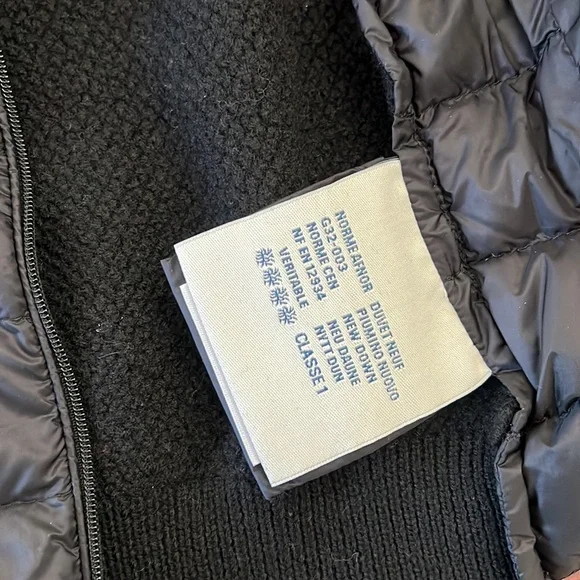 NORME AFNOR
G32-003
NORME CEN
NF EN 12934
VERITABLE
DUVET NEUF
PIUMINO NUOVO
NEW DOWN
NEU DAUNE
NYTT DUN
CLASSE 1